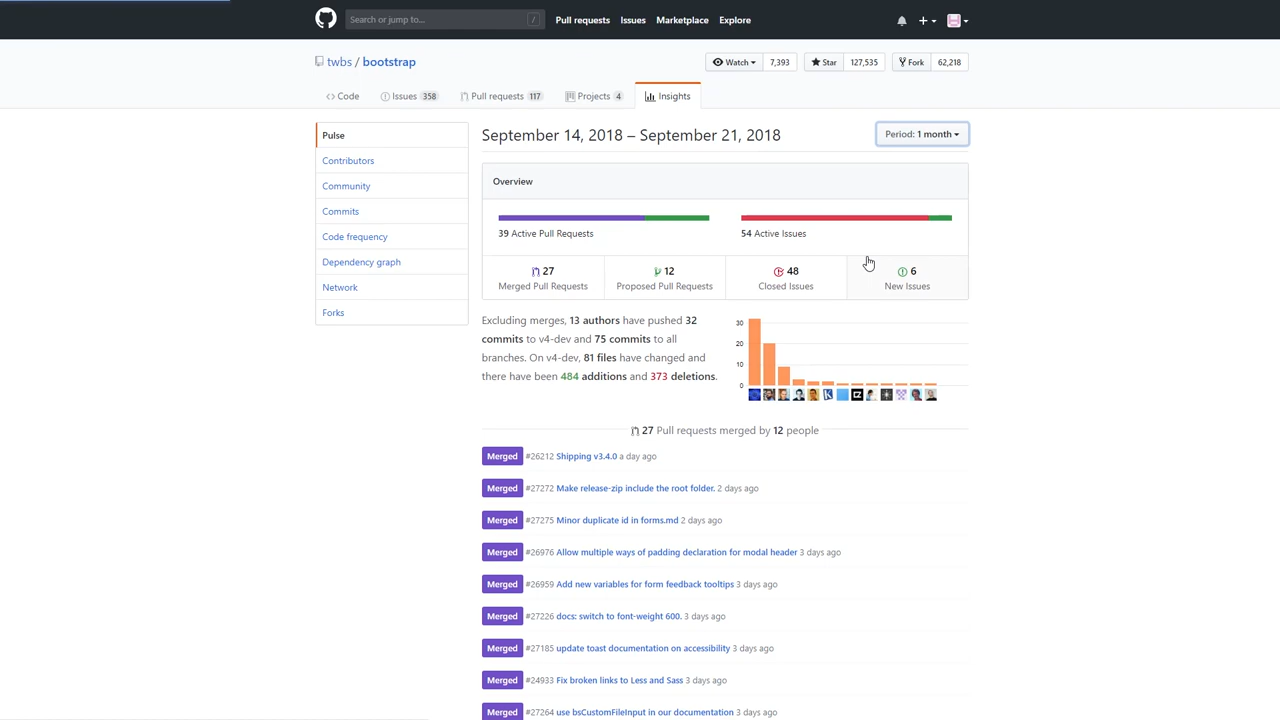 Search or jump to...
/
Pull requests
Issues
Marketplace
Explore
twbs / bootstrap
Watch
7,393
Star
127,535
Fork
62,218
Code
Issues 358
Pull requests 117
Projects 4
Insights
Pulse
Contributors
Community
Commits
Code frequency
Dependency graph
Network
Forks
September 14, 2018 – September 21, 2018
Period: 1 month
Overview
39 Active Pull Requests
54 Active Issues
27
Merged Pull Requests
12
Proposed Pull Requests
48
Closed Issues
6
New Issues
Excluding merges, 13 authors have pushed 32
commits to v4-dev and 75 commits to all
branches. On v4-dev, 81 files have changed and
there have been 484 additions and 373 deletions.
30
20
10
0
27 Pull requests merged by 12 people
Merged #26212 Shipping v3.4.0 a day ago
Merged #27272 Make release-zip include the root folder. 2 days ago
Merged #27275 Minor duplicate id in forms.md 2 days ago
Merged #26976 Allow multiple ways of padding declaration for modal header 3 days ago
Merged #26959 Add new variables for form feedback tooltips 3 days ago
Merged #27226 docs: switch to font-weight 600. 3 days ago
Merged #27185 update toast documentation on accessibility 3 days ago
Merged #24933 Fix broken links to Less and Sass 3 days ago
Merged #27264 use bsCustomFileInput in our documentation 3 days ago